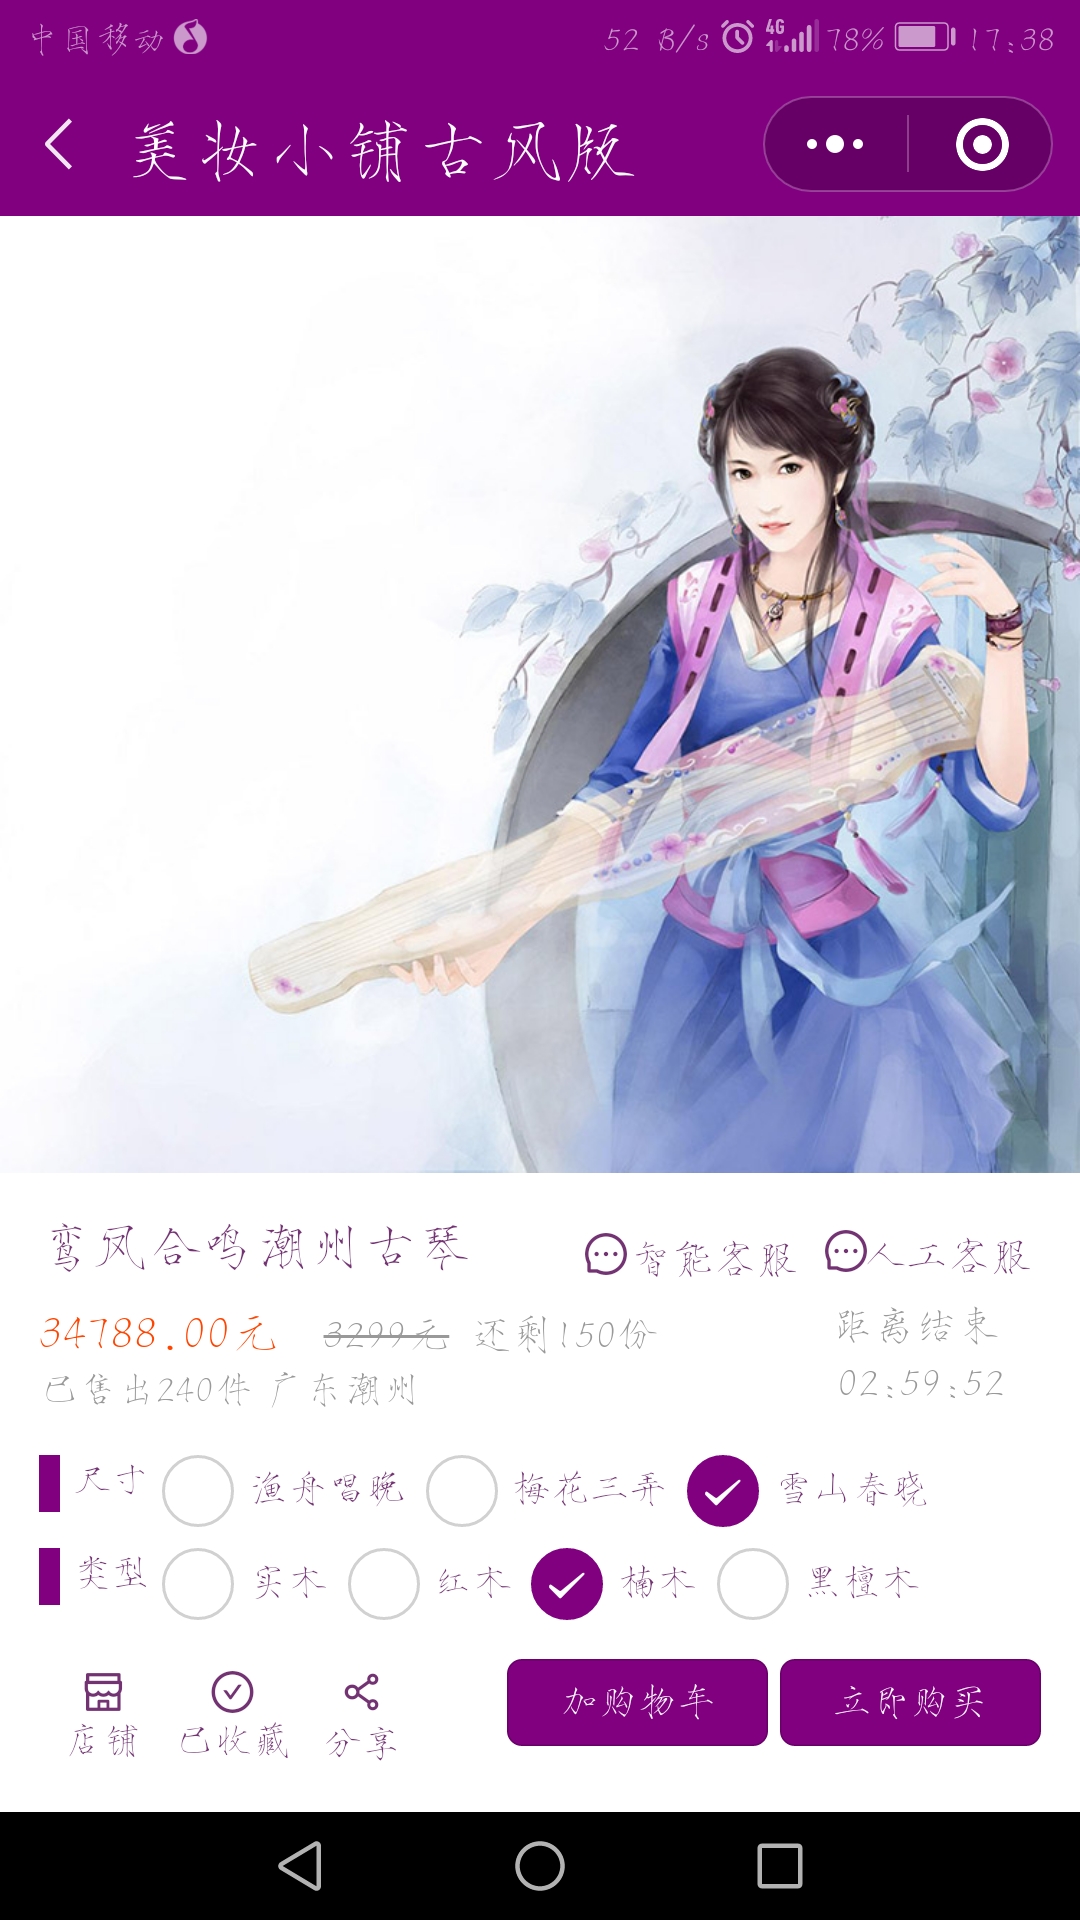 中国移动 52 B/s 4G 78% 17:38
美妆小铺古风版
鸾凤合鸣潮州古琴 智能客服 人工客服
34788.00元 3299元 还剩150份 距离结束
已售出240件 广东潮州 02:59:52
尺寸 渔舟唱晚 梅花三弄 雪山春晓
类型 实木 红木 楠木 黑檀木
店铺 已收藏 分享 加购物车 立即购买